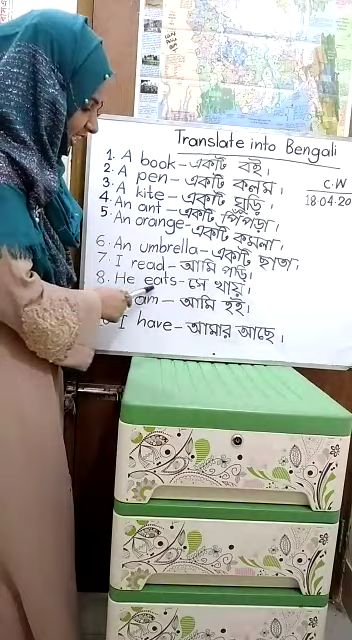 Translate into Bengali
C.W
18.04.20
1. A book - একটি বই।
2. A pen - একটি কলম।
3. A kite - একটি ঘুড়ি।
4. An ant - একটি পিঁপড়া।
5. An orange - একটি কমলা।
6. An umbrella - একটি ছাতা।
7. I read - আমি পড়ি।
8. He eats - সে খায়।
am - আমি হই।
I have - আমার আছে।